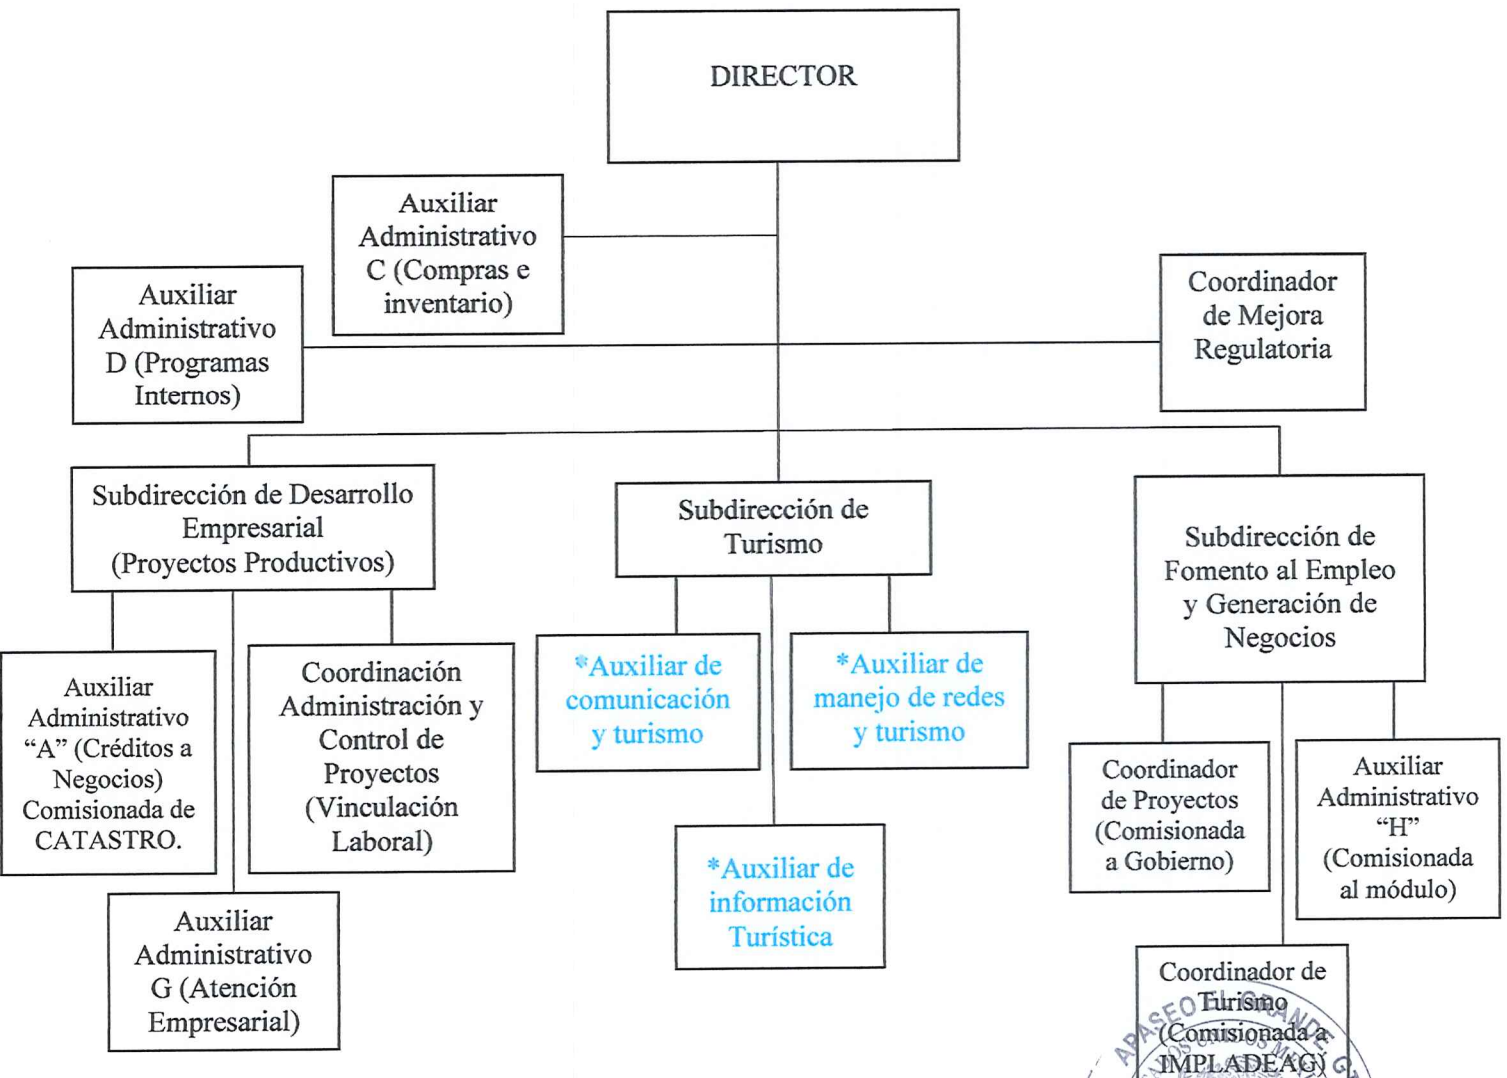 DIRECTOR
Auxiliar
Administrativo
C (Compras e
inventario)
Auxiliar
Administrativo
D (Programas
Internos)
Coordinador
de Mejora
Regulatoria
Subdirección de Desarrollo
Empresarial
(Proyectos Productivos)
Subdirección de
Turismo
Subdirección de
Fomento al Empleo
y Generación de
Negocios
Auxiliar
Administrativo
“A” (Créditos a
Negocios)
Comisionada de
CATASTRO.
Coordinación
Administración y
Control de
Proyectos
(Vinculación
Laboral)
*Auxiliar de
comunicación
y turismo
*Auxiliar de
manejo de redes
y turismo
Coordinador
de Proyectos
(Comisionada
a Gobierno)
Auxiliar
Administrativo
“H”
(Comisionada
al módulo)
Auxiliar
Administrativo
G (Atención
Empresarial)
*Auxiliar de
información
Turística
Coordinador de
Turismo
(Comisionada a
IMPLADEAG)
APASEO EL GRANDE
UNIDOS